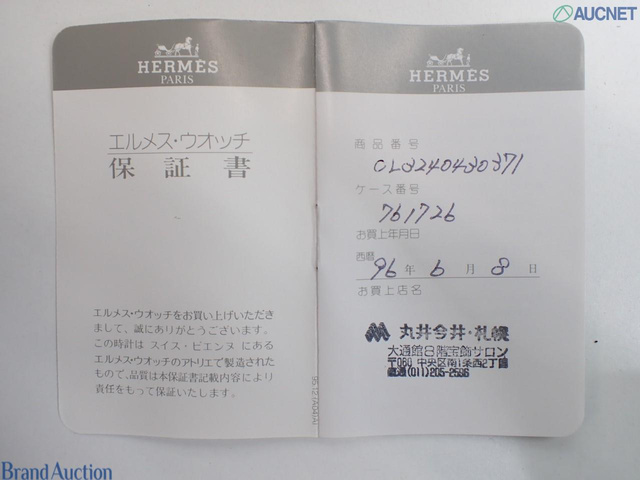 AUCNET
HERMÈS
PARIS
エルメス・ウオッチ
保証書
エルメス・ウオッチをお買い上げいただき
まして、誠にありがとうございます。
この時計は スイス・ビエンヌ にある
エルメス・ウオッチのアトリエで製造された
もので、品質は本保証書記載内容により
責任をもって保証いたします。
HERMÈS
PARIS
商品番号
CL3240430371
ケース番号
761726
お買上年月日
西暦
96 年 6 月 8 日
お買上店名
丸井今井・札幌
大通館8階宝飾サロン
〒060 中央区南1条西2丁目
電話(011)205-2566
Brand Auction